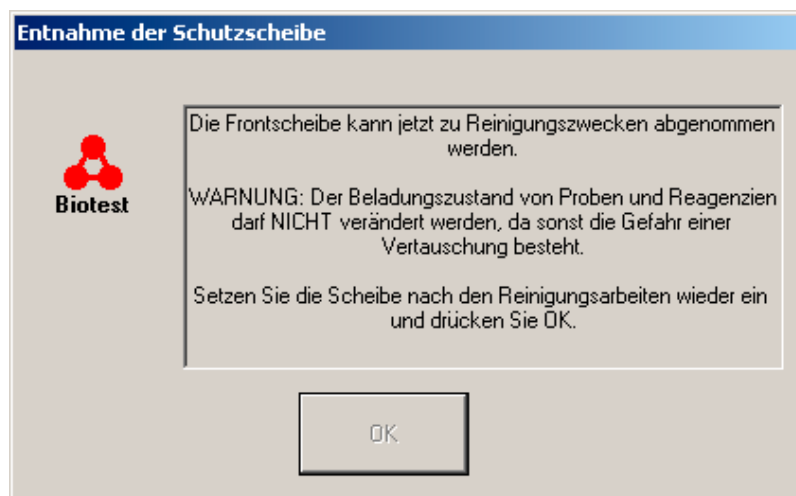 Entnahme der Schutzscheibe
Biotest
Die Frontscheibe kann jetzt zu Reinigungszwecken abgenommen
werden.
WARNUNG: Der Beladungszustand von Proben und Reagenzien
darf NICHT verändert werden, da sonst die Gefahr einer
Vertauschung besteht.
Setzen Sie die Scheibe nach den Reinigungsarbeiten wieder ein
und drücken Sie OK.
OK